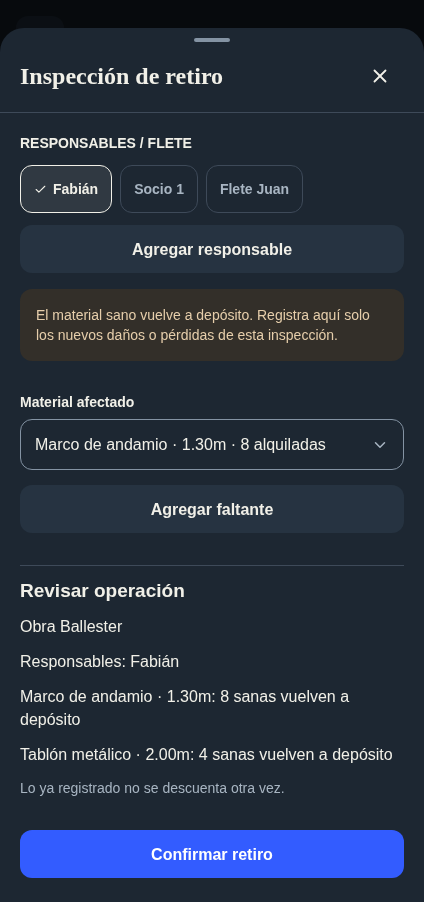 Inspección de retiro
RESPONSABLES / FLETE
Fabián
Socio 1
Flete Juan
Agregar responsable
El material sano vuelve a depósito. Registra aquí solo
los nuevos daños o pérdidas de esta inspección.
Material afectado
Marco de andamio · 1.30m · 8 alquiladas
Agregar faltante
Revisar operación
Obra Ballester
Responsables: Fabián
Marco de andamio · 1.30m: 8 sanas vuelven a
depósito
Tablón metálico · 2.00m: 4 sanas vuelven a depósito
Lo ya registrado no se descuenta otra vez.
Confirmar retiro